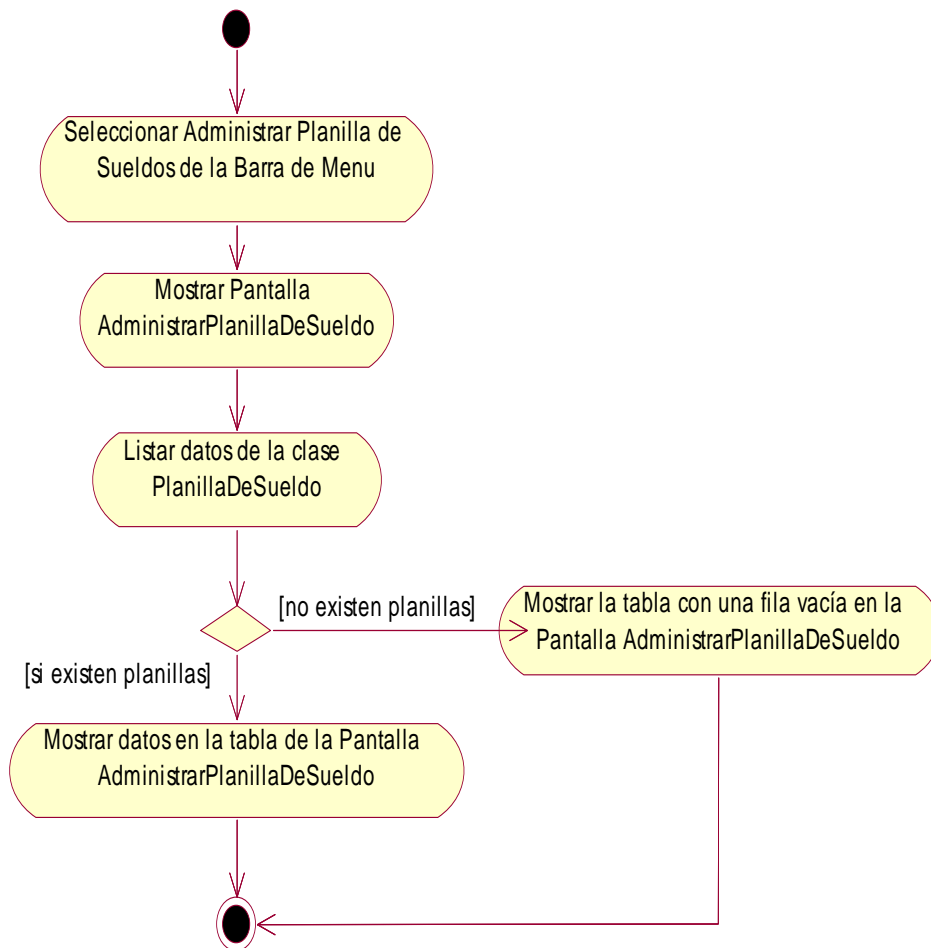 Seleccionar Administrar Planilla de
Sueldos de la Barra de Menu
Mostrar Pantalla
AdministrarPlanillaDeSueldo
Listar datos de la clase
PlanillaDeSueldo
[no existen planillas]
Mostrar la tabla con una fila vacía en la
Pantalla AdministrarPlanillaDeSueldo
[si existen planillas]
Mostrar datos en la tabla de la Pantalla
AdministrarPlanillaDeSueldo